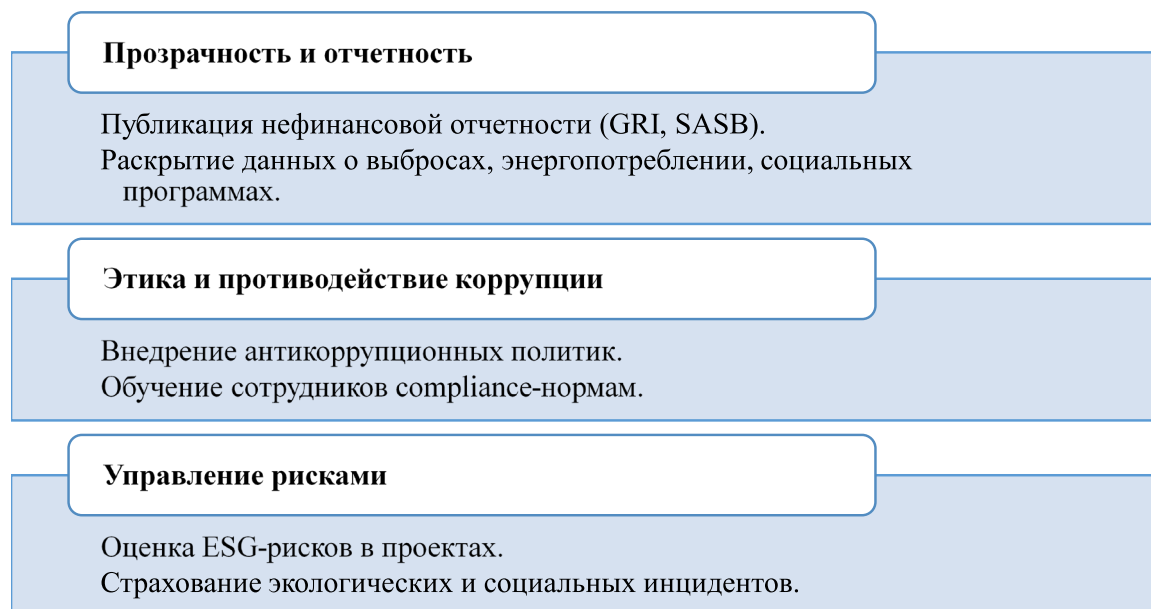 Прозрачность и отчетность
Публикация нефинансовой отчетности (GRI, SASB).
Раскрытие данных о выбросах, энергопотреблении, социальных
программах.
Этика и противодействие коррупции
Внедрение антикоррупционных политик.
Обучение сотрудников compliance-нормам.
Управление рисками
Оценка ESG-рисков в проектах.
Страхование экологических и социальных инцидентов.